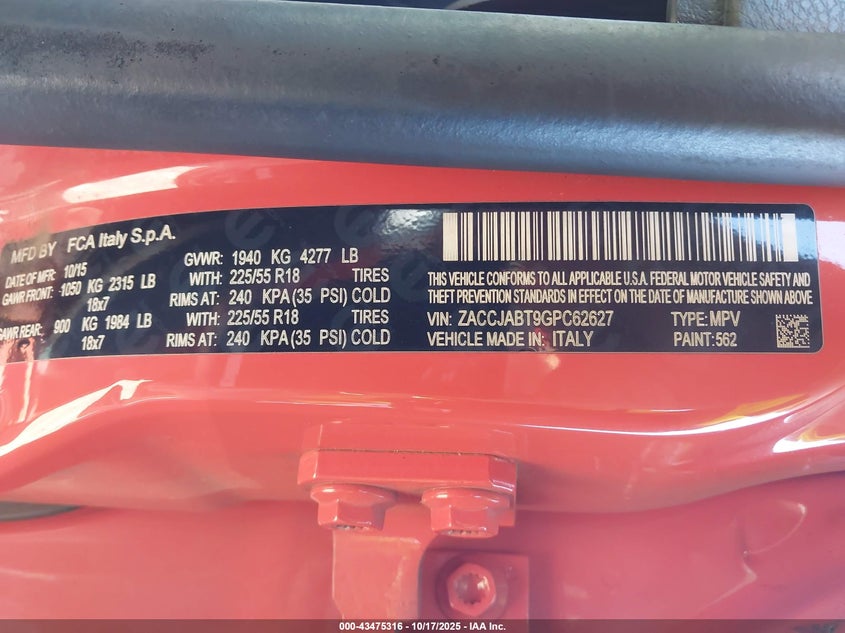 MFD BY FCA Italy S.p.A.
DATE OF MFR: 10/15 GVWR: 1940 KG 4277 LB
GAWR FRONT: 1050 KG 2315 LB WITH: 225/55 R18 TIRES
18x7 RIMS AT: 240 KPA (35 PSI) COLD
GAWR REAR: 900 KG 1984 LB WITH: 225/55 R18 TIRES
18x7 RIMS AT: 240 KPA (35 PSI) COLD
THIS VEHICLE CONFORMS TO ALL APPLICABLE U.S.A. FEDERAL MOTOR VEHICLE SAFETY AND
THEFT PREVENTION STANDARDS IN EFFECT ON THE DATE OF MANUFACTURE SHOWN ABOVE.
VIN: ZACCJABT9GPC62627 TYPE: MPV
VEHICLE MADE IN: ITALY PAINT: 562
000-43475316 - 10/17/2025 - IAA Inc.